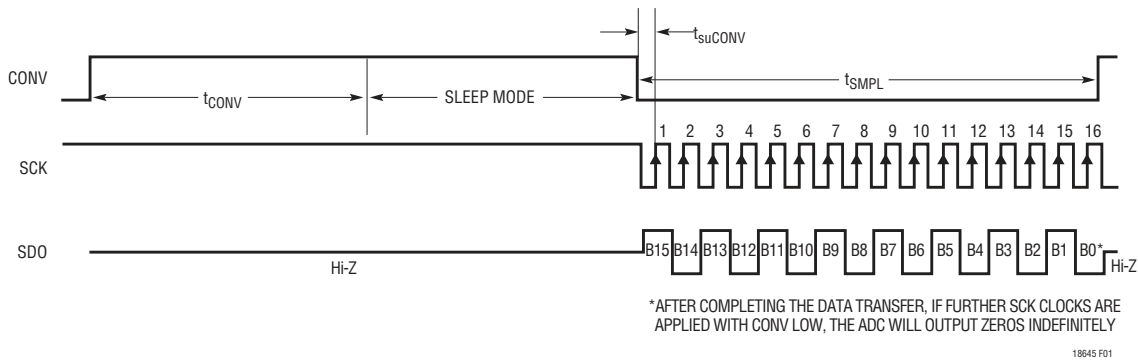 tsuCONV
CONV
tCONV
SLEEP MODE
tSMPL
1 2 3 4 5 6 7 8 9 10 11 12 13 14 15 16
SCK
SDO
B15 B14 B13 B12 B11 B10 B9 B8 B7 B6 B5 B4 B3 B2 B1 B0*
Hi-Z
Hi-Z
*AFTER COMPLETING THE DATA TRANSFER, IF FURTHER SCK CLOCKS ARE
APPLIED WITH CONV LOW, THE ADC WILL OUTPUT ZEROS INDEFINITELY
18645 F01